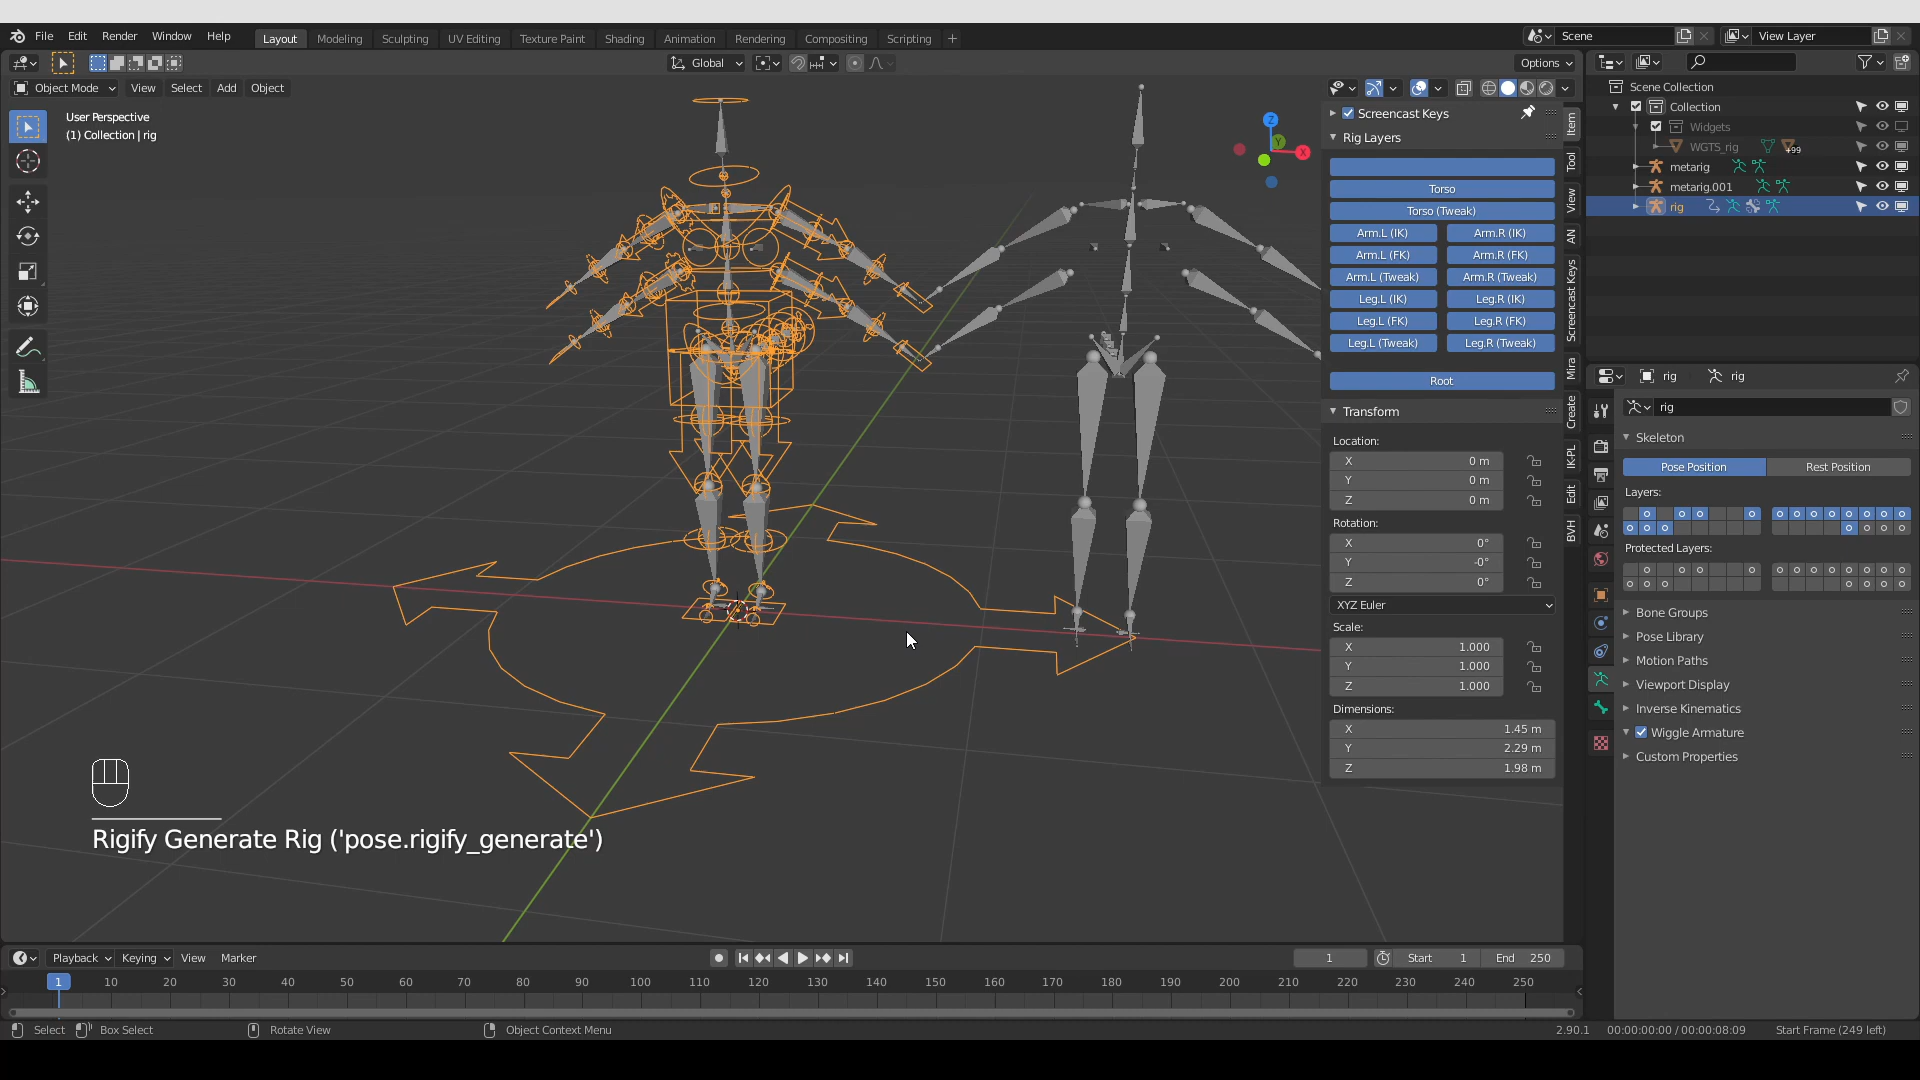 File Edit Render Window Help Layout Modeling Sculpting UV Editing Texture Paint Shading Animation Rendering Compositing Scripting +
Scene View Layer
Global Options
Object Mode View Select Add Object
User Perspective
(1) Collection | rig
Z
Y
X
Screencast Keys
Rig Layers
Torso
Torso (Tweak)
Arm.L (IK) Arm.R (IK)
Arm.L (FK) Arm.R (FK)
Arm.L (Tweak) Arm.R (Tweak)
Leg.L (IK) Leg.R (IK)
Leg.L (FK) Leg.R (FK)
Leg.L (Tweak) Leg.R (Tweak)
Root
Transform
Location:
X 0 m
Y 0 m
Z 0 m
Rotation:
X 0°
Y -0°
Z 0°
XYZ Euler
Scale:
X 1.000
Y 1.000
Z 1.000
Dimensions:
X 1.45 m
Y 2.29 m
Z 1.98 m
Item
Tool
View
AN
Screencast Keys
Mira
Create
IK-PL
Edit
BVH
Scene Collection
Collection
Widgets
WGTS_rig +99
metarig
metarig.001
rig
rig rig
rig
Skeleton
Pose Position Rest Position
Layers:
Protected Layers:
Bone Groups
Pose Library
Motion Paths
Viewport Display
Inverse Kinematics
Wiggle Armature
Custom Properties
Rigify Generate Rig ('pose.rigify_generate')
Playback Keying View Marker 1 Start 1 End 250
1 10 20 30 40 50 60 70 80 90 100 110 120 130 140 150 160 170 180 190 200 210 220 230 240 250
Select Box Select Rotate View Object Context Menu 2.90.1 00:00:00:00 / 00:00:08:09 Start Frame (249 left)